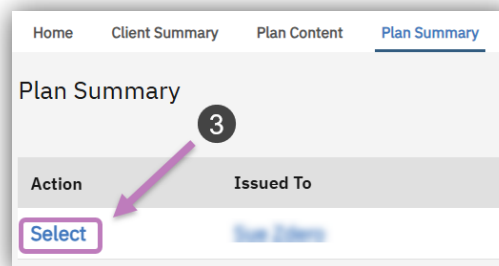 Home Client Summary Plan Content Plan Summary
Plan Summary
3
Action Issued To
Select